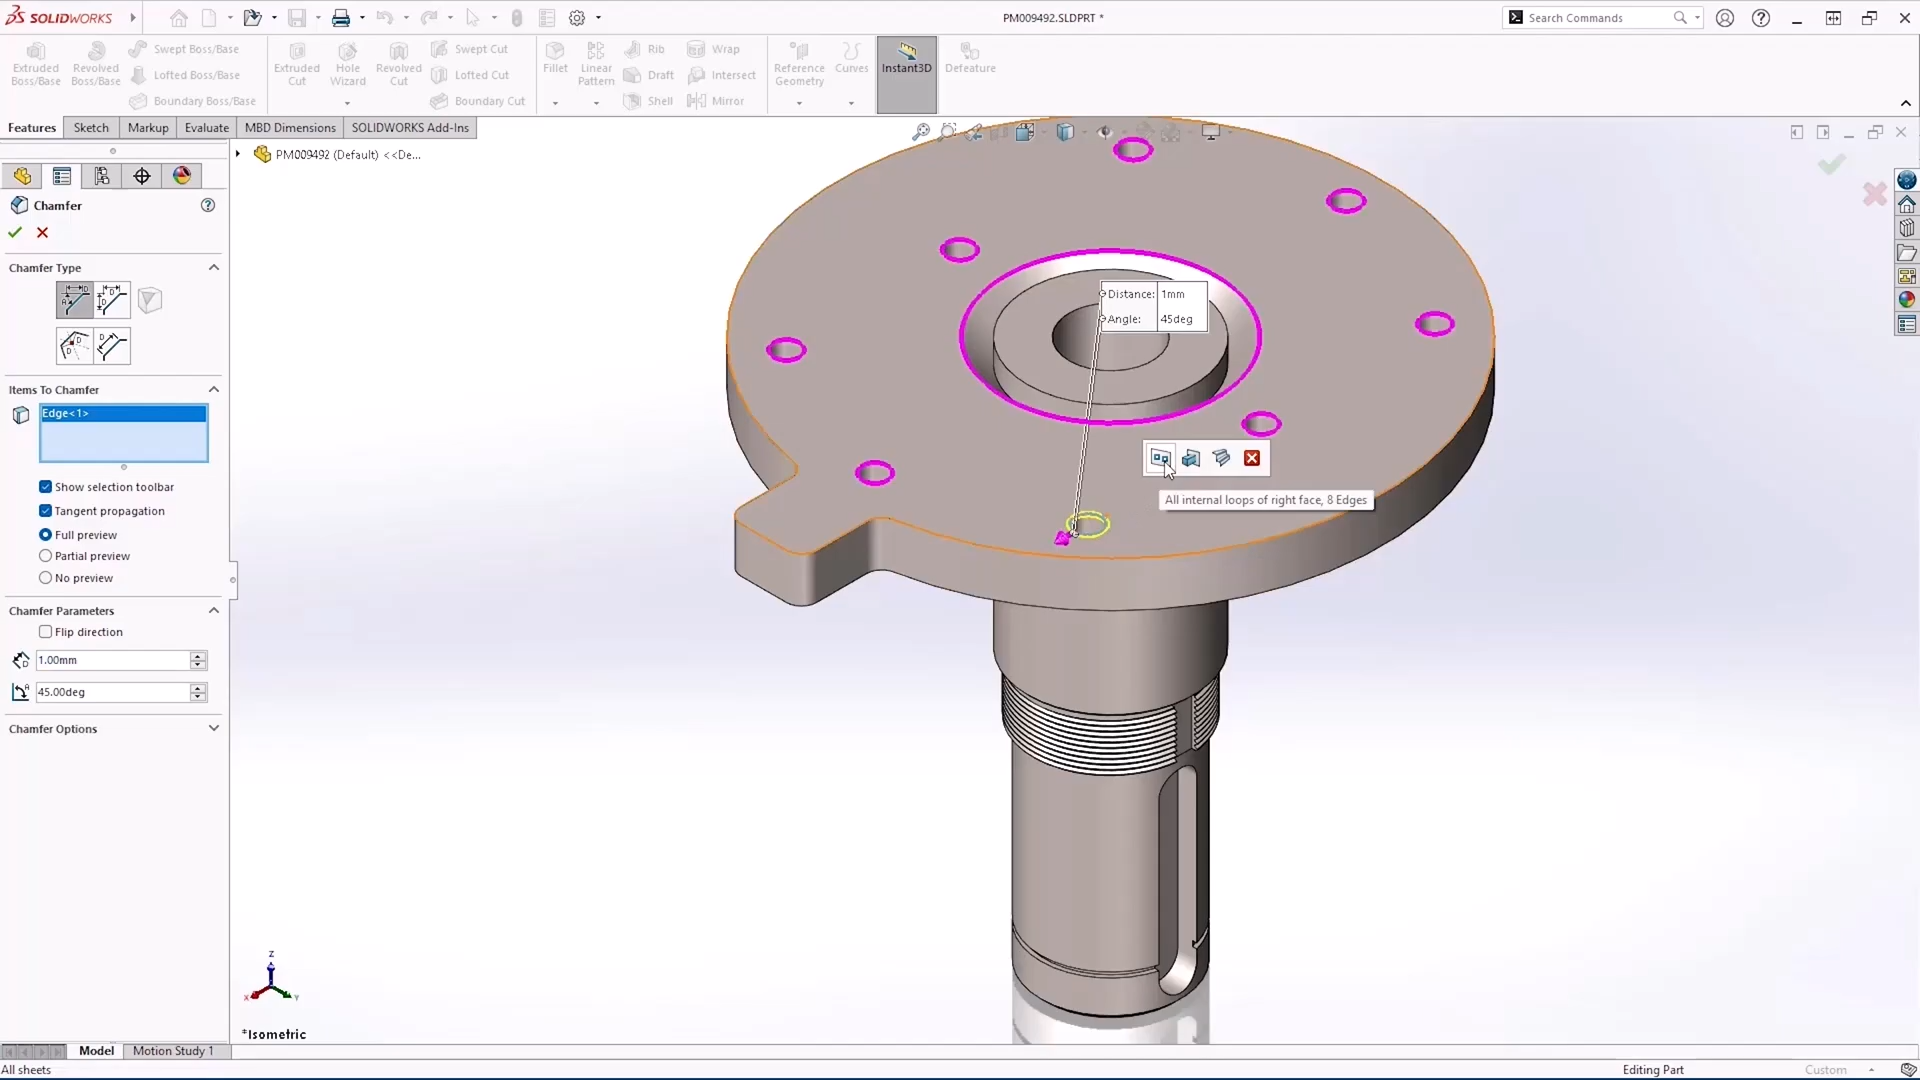 SOLIDWORKS
PM009492.SLDPRT *
Search Commands
Extruded Boss/Base
Revolved Boss/Base
Swept Boss/Base
Lofted Boss/Base
Boundary Boss/Base
Extruded Cut
Hole Wizard
Revolved Cut
Swept Cut
Lofted Cut
Boundary Cut
Fillet
Linear Pattern
Rib
Draft
Shell
Wrap
Intersect
Mirror
Reference Geometry
Curves
Instant3D
Defeature
Features
Sketch
Markup
Evaluate
MBD Dimensions
SOLIDWORKS Add-Ins
PM009492 (Default) <<De...
Chamfer
Chamfer Type
Items To Chamfer
Edge<1>
Show selection toolbar
Tangent propagation
Full preview
Partial preview
No preview
Chamfer Parameters
Flip direction
1.00mm
45.00deg
Chamfer Options
Distance: 1mm
Angle: 45deg
All internal loops of right face, 8 Edges
Z
X
Y
*Isometric
Model
Motion Study 1
All sheets
Editing Part
Custom